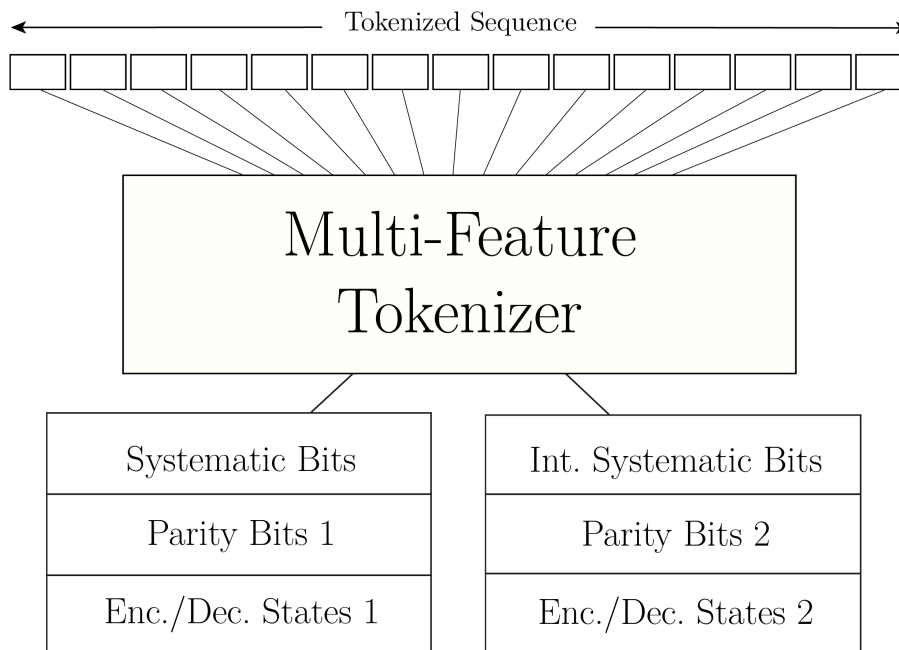 Tokenized Sequence
Multi-Feature
Tokenizer
Systematic Bits
Parity Bits 1
Enc./Dec. States 1
Int. Systematic Bits
Parity Bits 2
Enc./Dec. States 2